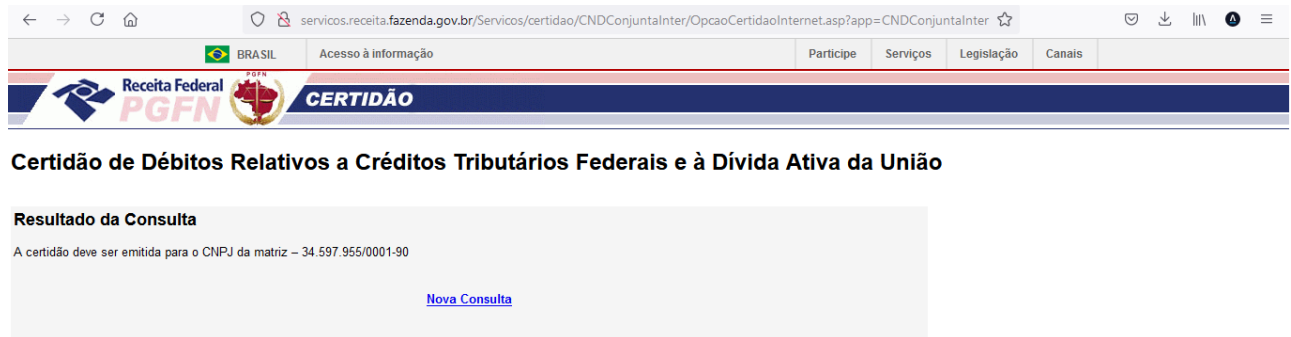 servicos.receita.fazenda.gov.br/Servicos/certidao/CNDConjuntaInter/OpcaoCertidaoInternet.asp?app=CNDConjuntaInter
BRASIL Acesso à informação Participe Serviços Legislação Canais
Receita Federal
PGFN
PGFN
CERTIDÃO
Certidão de Débitos Relativos a Créditos Tributários Federais e à Dívida Ativa da União
Resultado da Consulta
A certidão deve ser emitida para o CNPJ da matriz – 34.597.955/0001-90
Nova Consulta